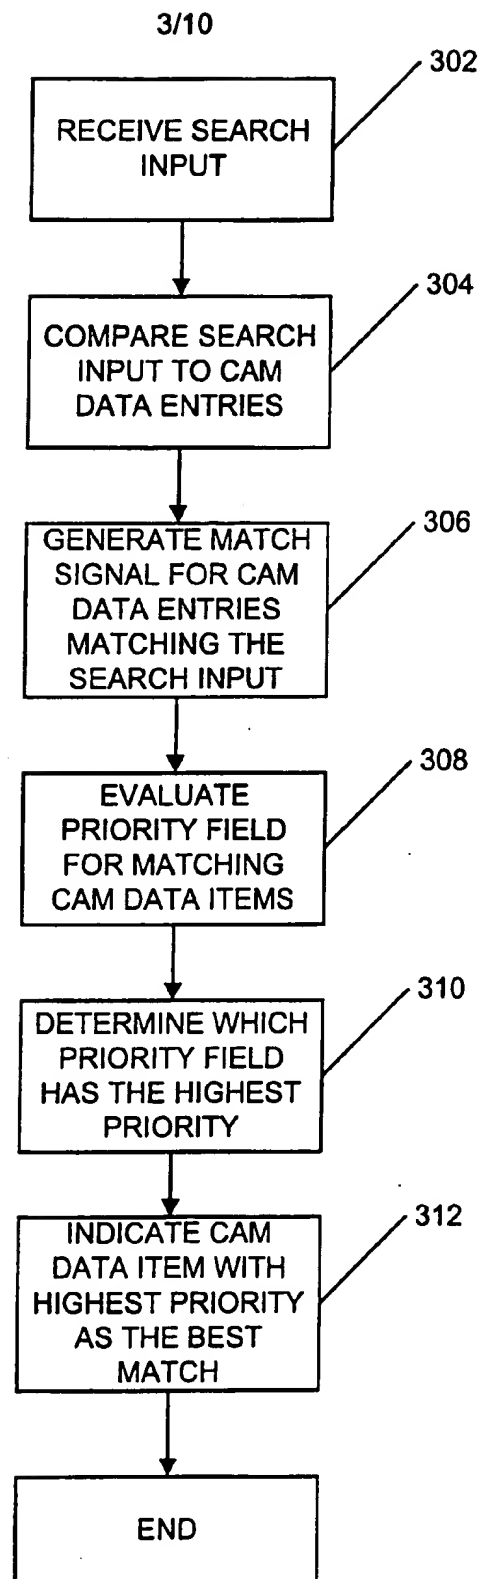 3/10
302
RECEIVE SEARCH
INPUT
304
COMPARE SEARCH
INPUT TO CAM
DATA ENTRIES
306
GENERATE MATCH
SIGNAL FOR CAM
DATA ENTRIES
MATCHING THE
SEARCH INPUT
308
EVALUATE
PRIORITY FIELD
FOR MATCHING
CAM DATA ITEMS
310
DETERMINE WHICH
PRIORITY FIELD
HAS THE HIGHEST
PRIORITY
312
INDICATE CAM
DATA ITEM WITH
HIGHEST PRIORITY
AS THE BEST
MATCH
END